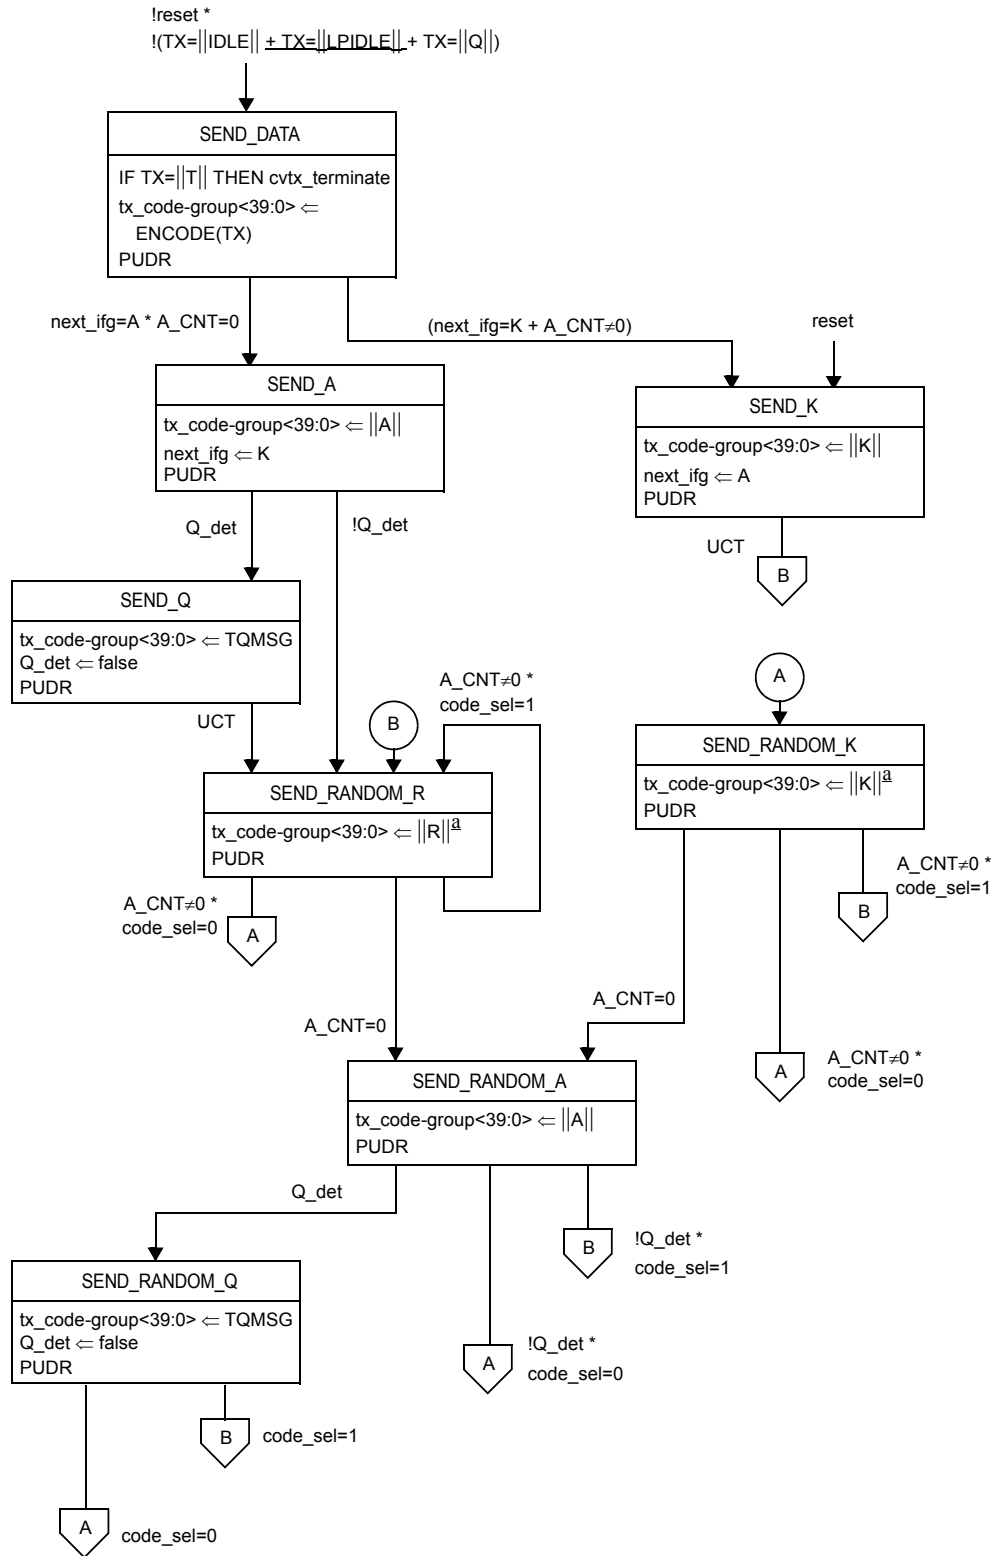 !reset *
!(TX=||IDLE|| + TX=||LPIDLE|| + TX=||Q||)
SEND_DATA
IF TX=||T|| THEN cvtx_terminate
tx_code-group<39:0> ⇐
ENCODE(TX)
PUDR
next_ifg=A * A_CNT=0
(next_ifg=K + A_CNT≠0)
reset
SEND_A
tx_code-group<39:0> ⇐ ||A||
next_ifg ⇐ K
PUDR
SEND_K
tx_code-group<39:0> ⇐ ||K||
next_ifg ⇐ A
PUDR
Q_det
!Q_det
UCT
B
SEND_Q
tx_code-group<39:0> ⇐ TQMSG
Q_det ⇐ false
PUDR
UCT
B
A_CNT≠0 *
code_sel=1
A
SEND_RANDOM_R
tx_code-group<39:0> ⇐ ||R||a
PUDR
SEND_RANDOM_K
tx_code-group<39:0> ⇐ ||K||a
PUDR
A_CNT≠0 *
code_sel=0
A
A_CNT≠0 *
code_sel=1
B
A_CNT=0
A_CNT=0
A
A_CNT≠0 *
code_sel=0
SEND_RANDOM_A
tx_code-group<39:0> ⇐ ||A||
PUDR
Q_det
B
!Q_det *
code_sel=1
SEND_RANDOM_Q
tx_code-group<39:0> ⇐ TQMSG
Q_det ⇐ false
PUDR
A
!Q_det *
code_sel=0
B
code_sel=1
A
code_sel=0